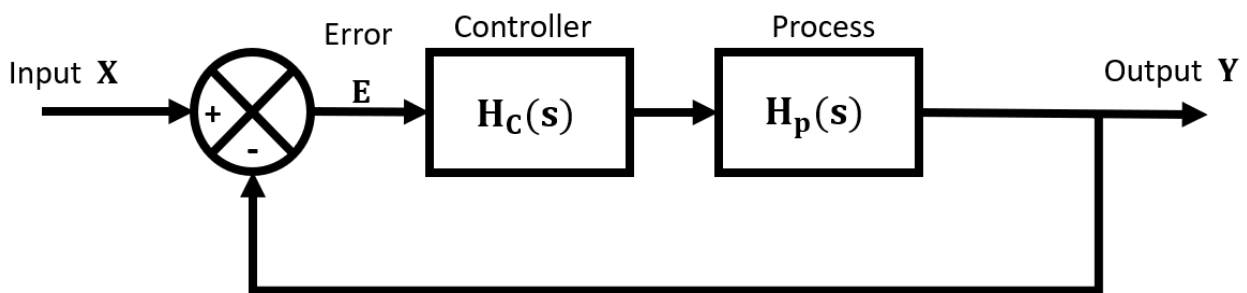 Error
Controller
Process
Input X
E
Output Y
+
H_C(s)
H_p(s)
-